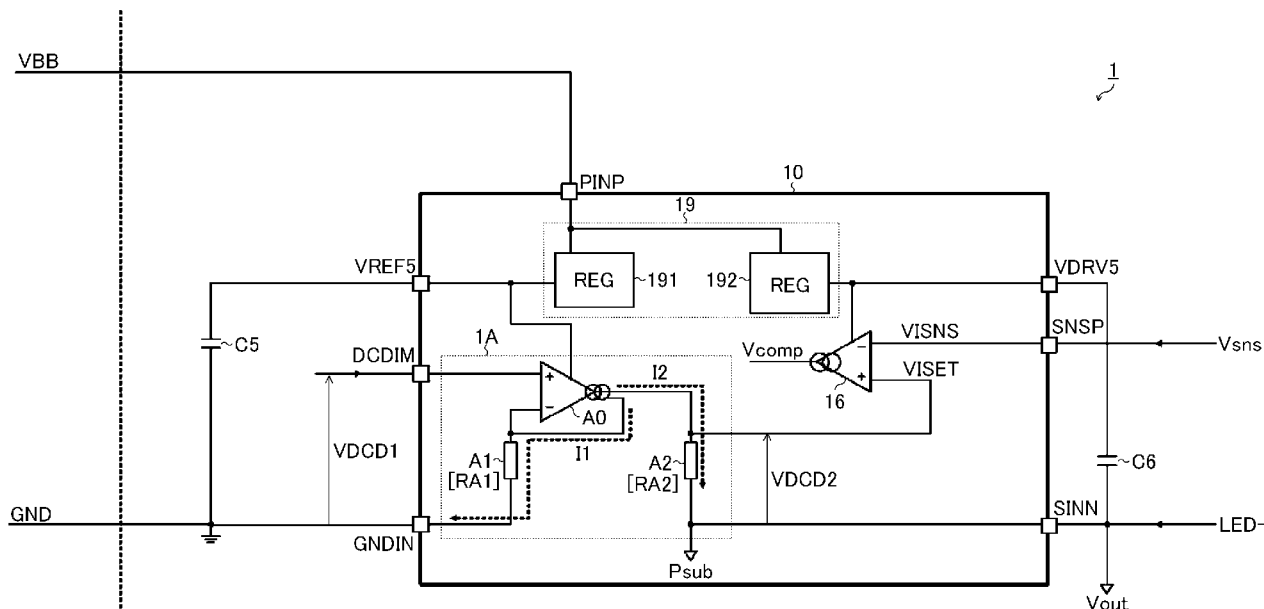 VBB
1
PINP
10
19
VREF5
REG
191
192
REG
VDRV5
C5
1A
SNSP
DCDIM
VISNS
Vsns
Vcomp
I2
VISET
16
A0
VDCD1
I1
A1
[RA1]
A2
[RA2]
VDCD2
C6
GND
SINN
GNDIN
LED-
Psub
Vout
+
−
−
+